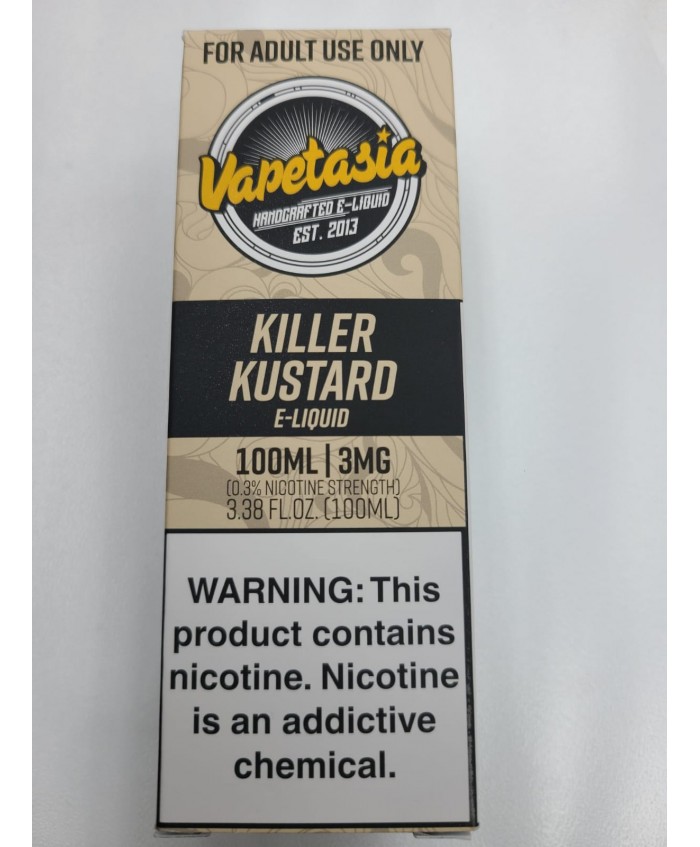 FOR ADULT USE ONLY
Vapetasia
HANDCRAFTED E-LIQUID
EST. 2013
KILLER
KUSTARD
E-LIQUID
100ML | 3MG
(0.3% NICOTINE STRENGTH)
3.38 FL.OZ. (100ML)
WARNING: This
product contains
nicotine. Nicotine
is an addictive
chemical.